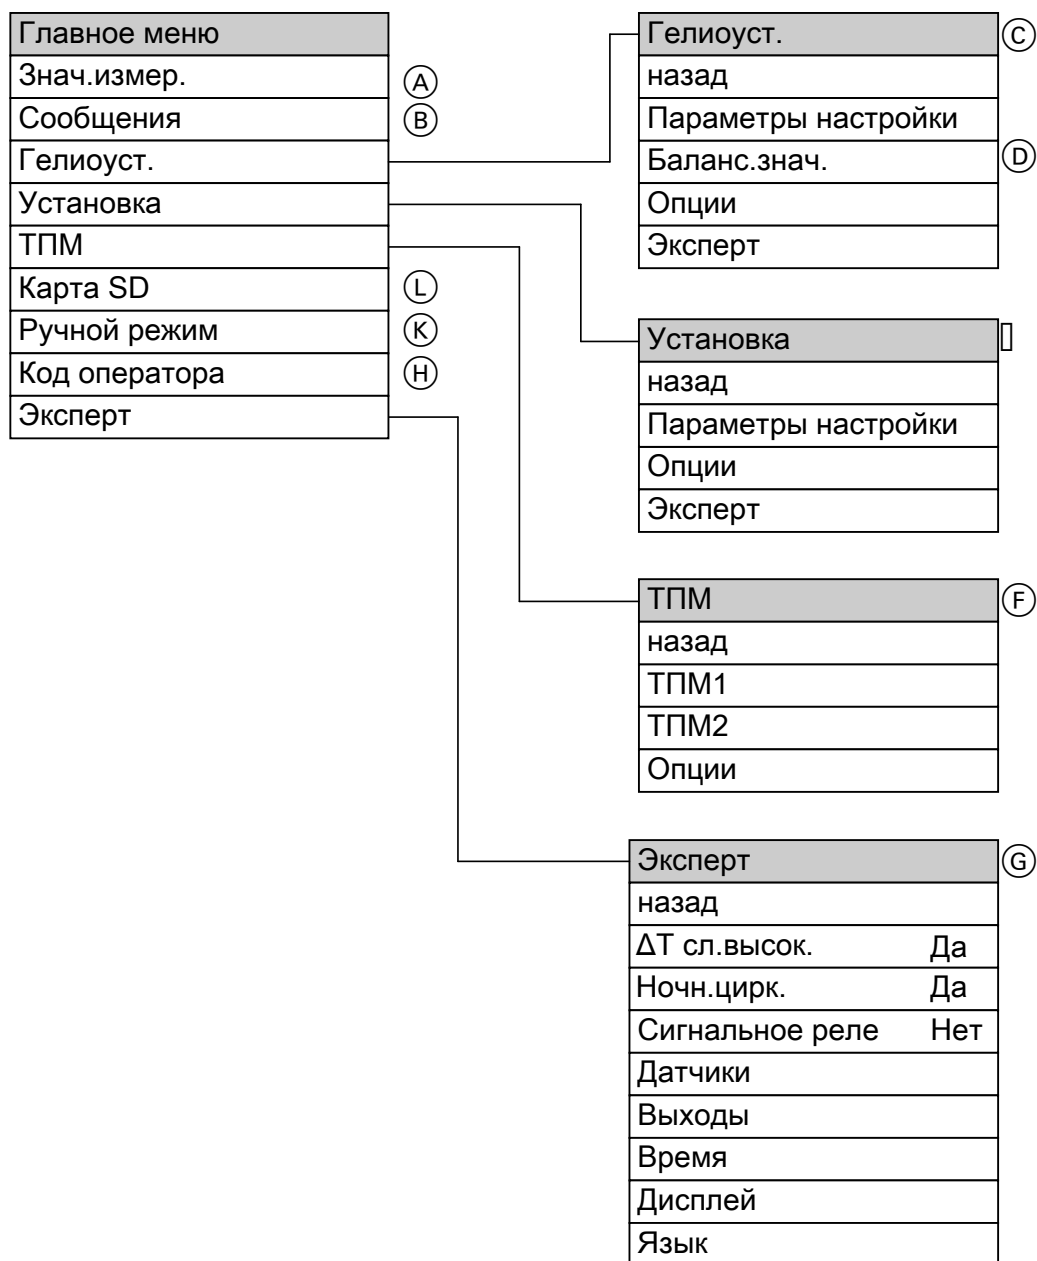 Главное меню
Знач.измер. A
Сообщения B
Гелиоуст.
Установка
ТПМ
Карта SD L
Ручной режим K
Код оператора H
Эксперт
Гелиоуст. C
назад
Параметры настройки
Баланс.знач. D
Опции
Эксперт
Установка
назад
Параметры настройки
Опции
Эксперт
ТПМ F
назад
ТПМ1
ТПМ2
Опции
Эксперт G
назад
ΔT сл.высок. Да
Ночн.цирк. Да
Сигнальное реле Нет
Датчики
Выходы
Время
Дисплей
Язык